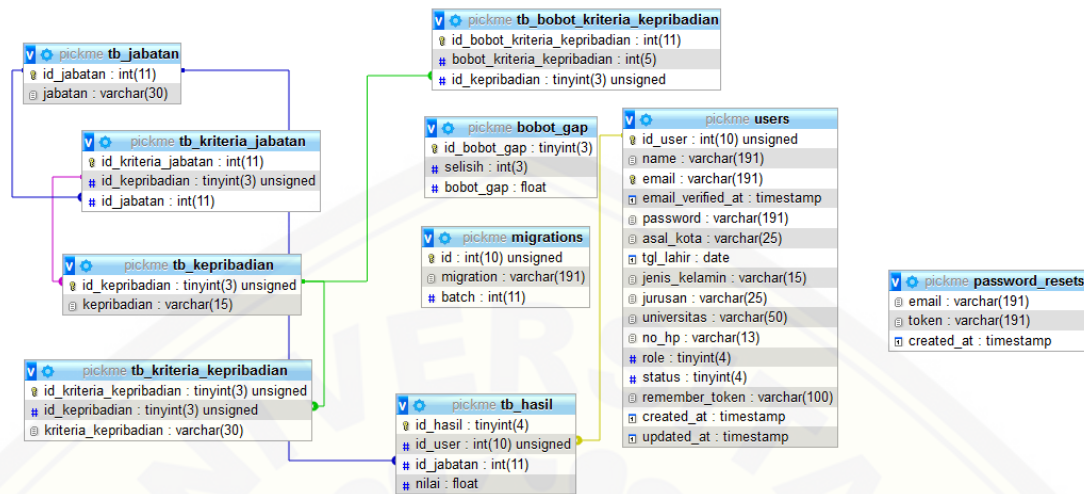 pickme tb_jabatan
id_jabatan : int(11)
jabatan : varchar(30)
pickme tb_kriteria_jabatan
id_kriteria_jabatan : int(11)
id_kepribadian : tinyint(3) unsigned
id_jabatan : int(11)
pickme tb_kepribadian
id_kepribadian : tinyint(3) unsigned
kepribadian : varchar(15)
pickme tb_kriteria_kepribadian
id_kriteria_kepribadian : tinyint(3) unsigned
id_kepribadian : tinyint(3) unsigned
kriteria_kepribadian : varchar(30)
pickme tb_bobot_kriteria_kepribadian
id_bobot_kriteria_kepribadian : int(11)
bobot_kriteria_kepribadian : int(5)
id_kepribadian : tinyint(3) unsigned
pickme bobot_gap
id_bobot_gap : tinyint(3)
selisih : int(3)
bobot_gap : float
pickme migrations
id : int(10) unsigned
migration : varchar(191)
batch : int(11)
pickme tb_hasil
id_hasil : tinyint(4)
id_user : int(10) unsigned
id_jabatan : int(11)
nilai : float
pickme users
id_user : int(10) unsigned
name : varchar(191)
email : varchar(191)
email_verified_at : timestamp
password : varchar(191)
asal_kota : varchar(25)
tgl_lahir : date
jenis_kelamin : varchar(15)
jurusan : varchar(25)
universitas : varchar(50)
no_hp : varchar(13)
role : tinyint(4)
status : tinyint(4)
remember_token : varchar(100)
created_at : timestamp
updated_at : timestamp
pickme password_resets
email : varchar(191)
token : varchar(191)
created_at : timestamp